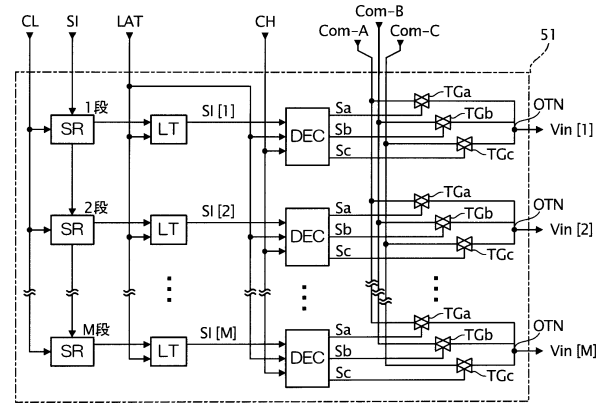 Com-B
CL SI LAT CH Com-A Com-C
51
1段 SI [1] Sa TGa OTN
SR LT DEC Sb TGb Vin [1]
Sc TGc
2段 SI [2] Sa TGa OTN
SR LT DEC Sb TGb Vin [2]
Sc TGc
M段 SI [M] Sa TGa OTN
SR LT DEC Sb TGb Vin [M]
Sc TGc